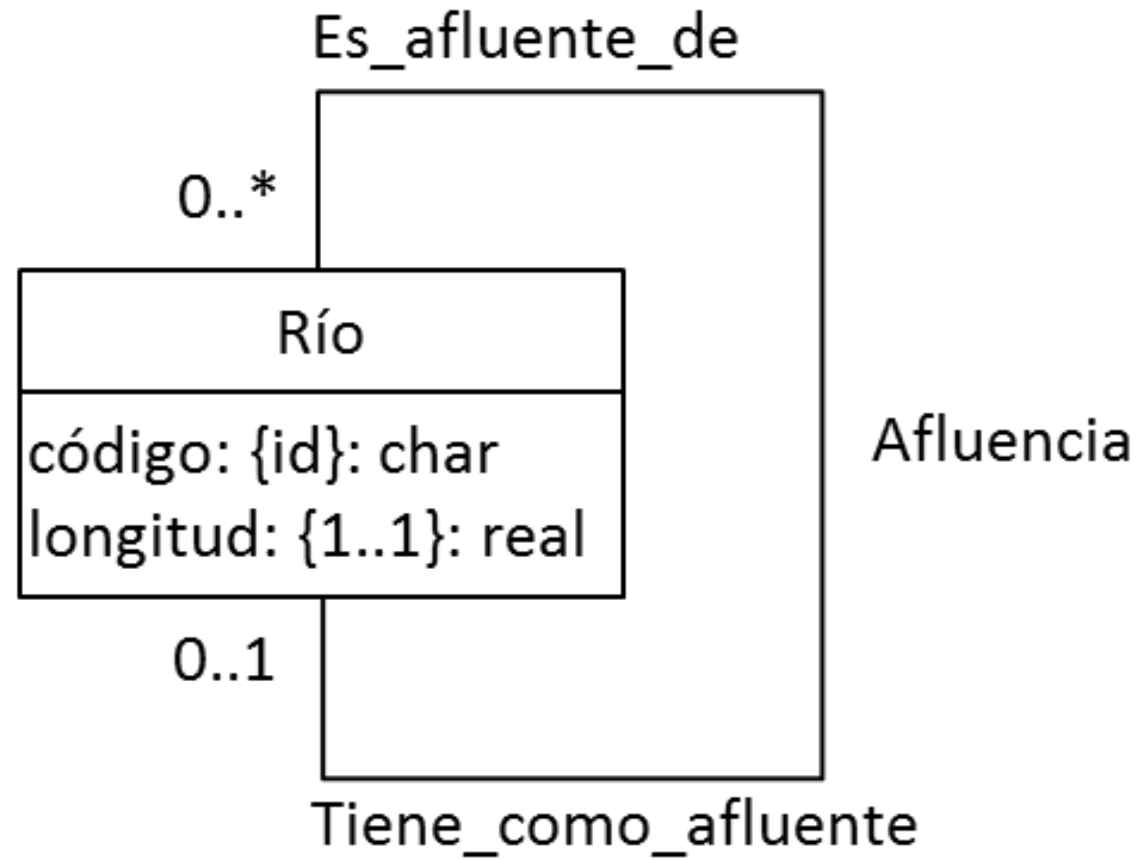 Es_afluente_de
0..*
Río
código: {id}: char
Afluencia
longitud: {1..1}: real
0..1
Tiene_como_afluente